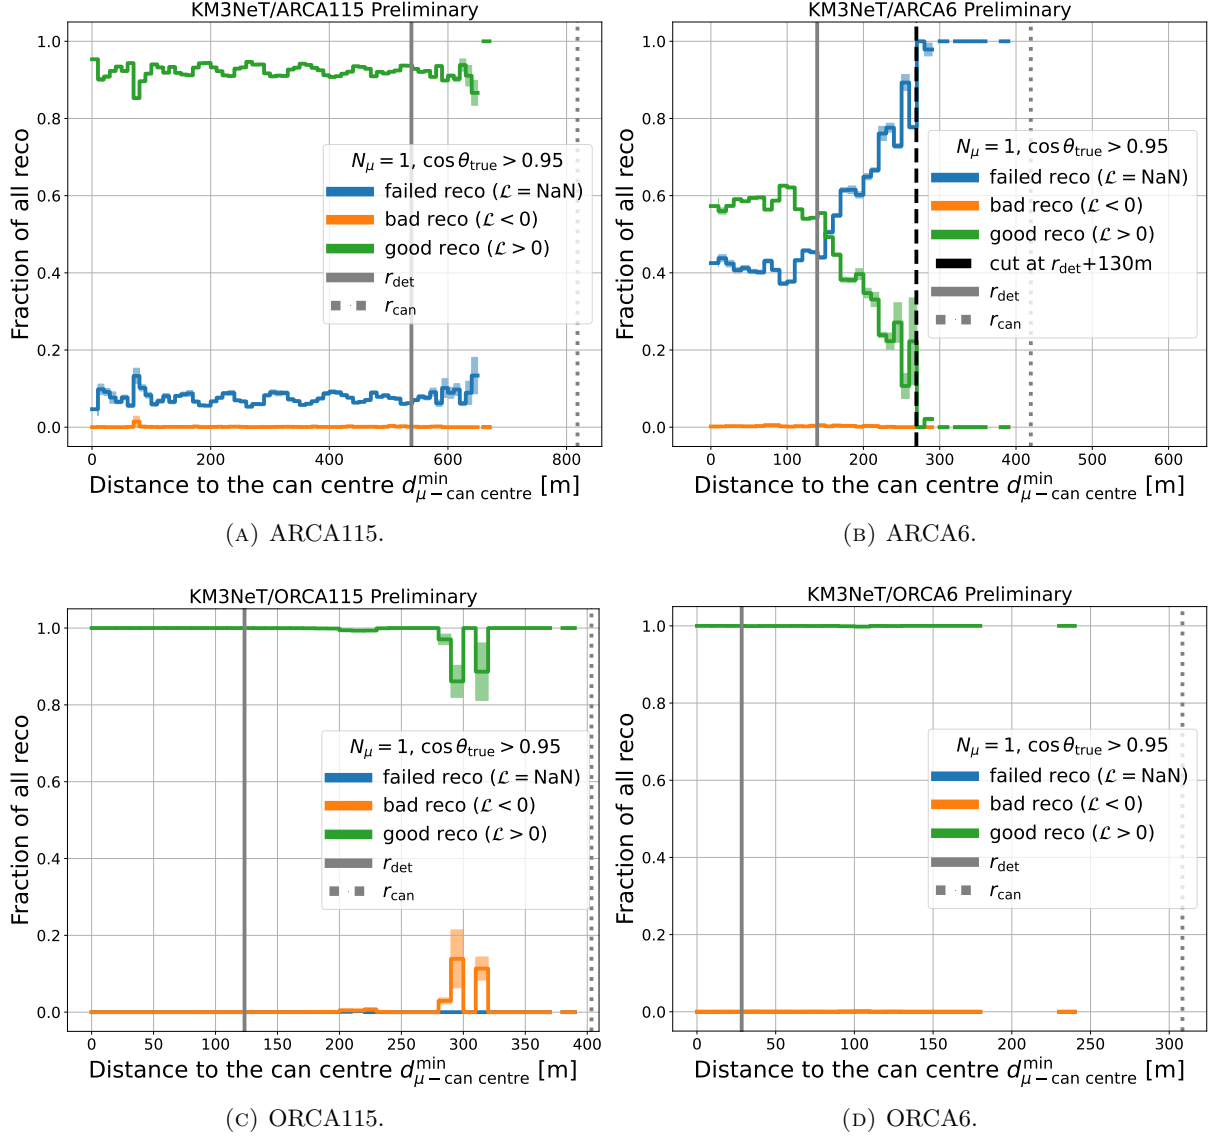 KM3NeT/ARCA115 Preliminary
1.0
0.8
0.6
0.4
0.2
0.0
Fraction of all reco
N_μ = 1, cos θ_true > 0.95
failed reco (ℒ = NaN)
bad reco (ℒ < 0)
good reco (ℒ > 0)
r_det
r_can
0 200 400 600 800
Distance to the can centre d^min_μ−can centre [m]
(A) ARCA115.
KM3NeT/ARCA6 Preliminary
1.0
0.8
0.6
0.4
0.2
0.0
Fraction of all reco
N_μ = 1, cos θ_true > 0.95
failed reco (ℒ = NaN)
bad reco (ℒ < 0)
good reco (ℒ > 0)
cut at r_det+130m
r_det
r_can
0 100 200 300 400 500 600
Distance to the can centre d^min_μ−can centre [m]
(B) ARCA6.
KM3NeT/ORCA115 Preliminary
1.0
0.8
0.6
0.4
0.2
0.0
Fraction of all reco
N_μ = 1, cos θ_true > 0.95
failed reco (ℒ = NaN)
bad reco (ℒ < 0)
good reco (ℒ > 0)
r_det
r_can
0 50 100 150 200 250 300 350 400
Distance to the can centre d^min_μ−can centre [m]
(C) ORCA115.
KM3NeT/ORCA6 Preliminary
1.0
0.8
0.6
0.4
0.2
0.0
Fraction of all reco
N_μ = 1, cos θ_true > 0.95
failed reco (ℒ = NaN)
bad reco (ℒ < 0)
good reco (ℒ > 0)
r_det
r_can
0 50 100 150 200 250 300
Distance to the can centre d^min_μ−can centre [m]
(D) ORCA6.